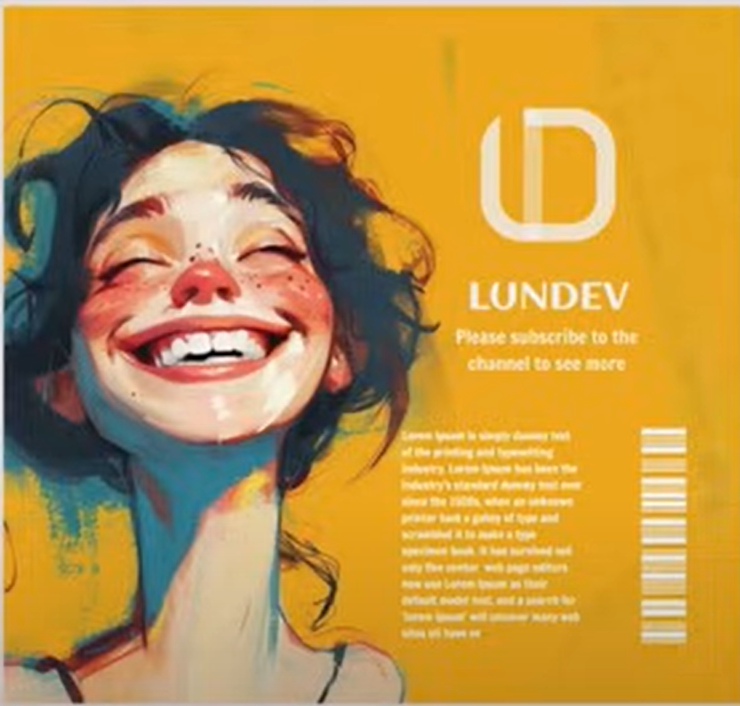 LUNDEV
Please subscribe to the
channel to see more
Lorem Ipsum is simply dummy text
of the printing and typesetting
industry. Lorem Ipsum has been the
industry's standard dummy text ever
since the 1500s, when an unknown
printer took a galley of type and
scrambled it to make a type
specimen book. It has survived not
only five centur web page editors
now use Lorem Ipsum as their
default model text, and a search for
'lorem ipsum' will uncover many web
sites sti have ev